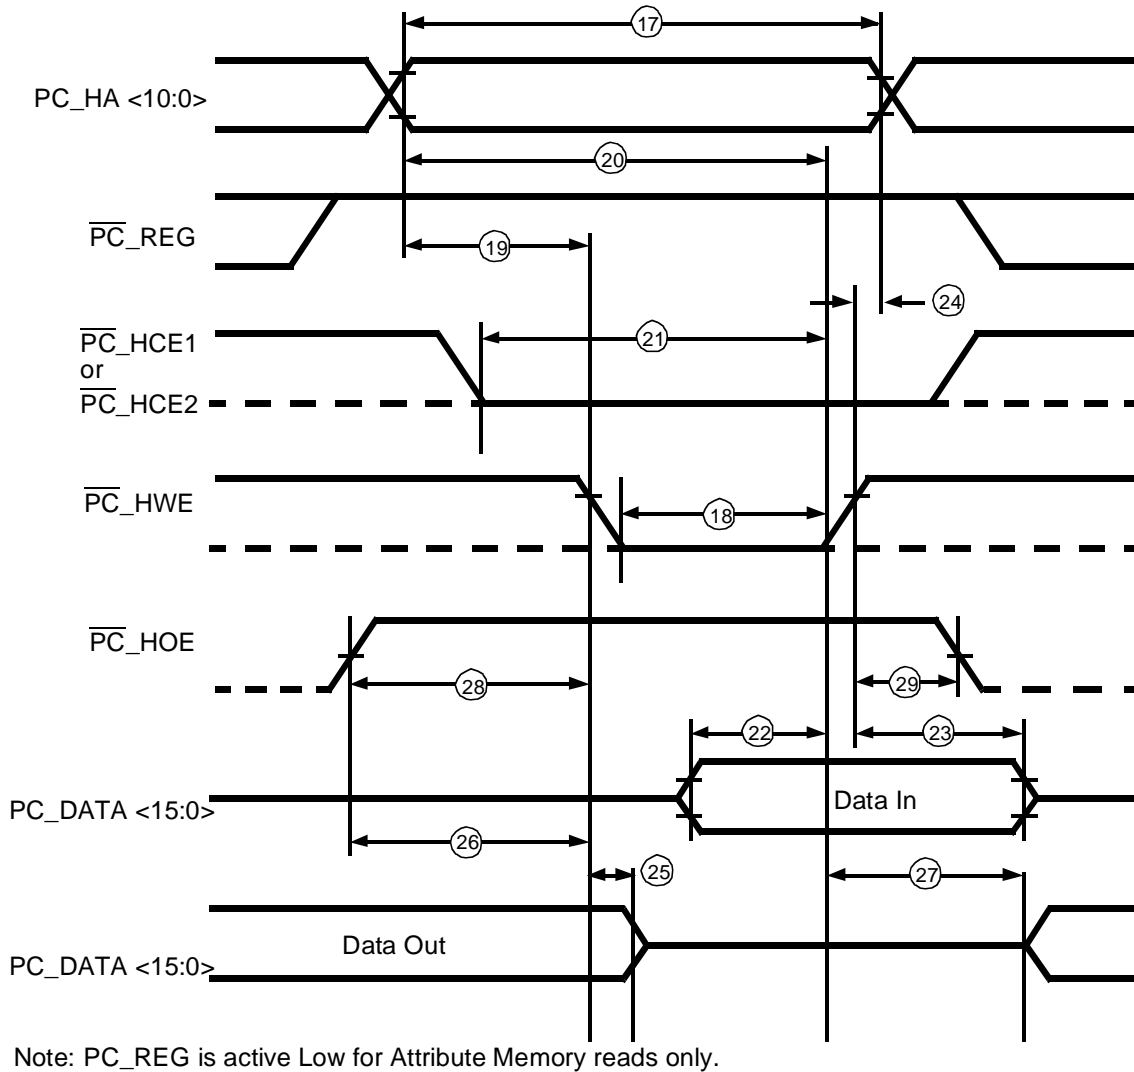 17
PC_HA <10:0>
20
PC_REG
19
24
PC_HCE1
or
PC_HCE2
21
PC_HWE
18
PC_HOE
28
29
22
23
PC_DATA <15:0>
Data In
26
25
27
Data Out
PC_DATA <15:0>
Note: PC_REG is active Low for Attribute Memory reads only.